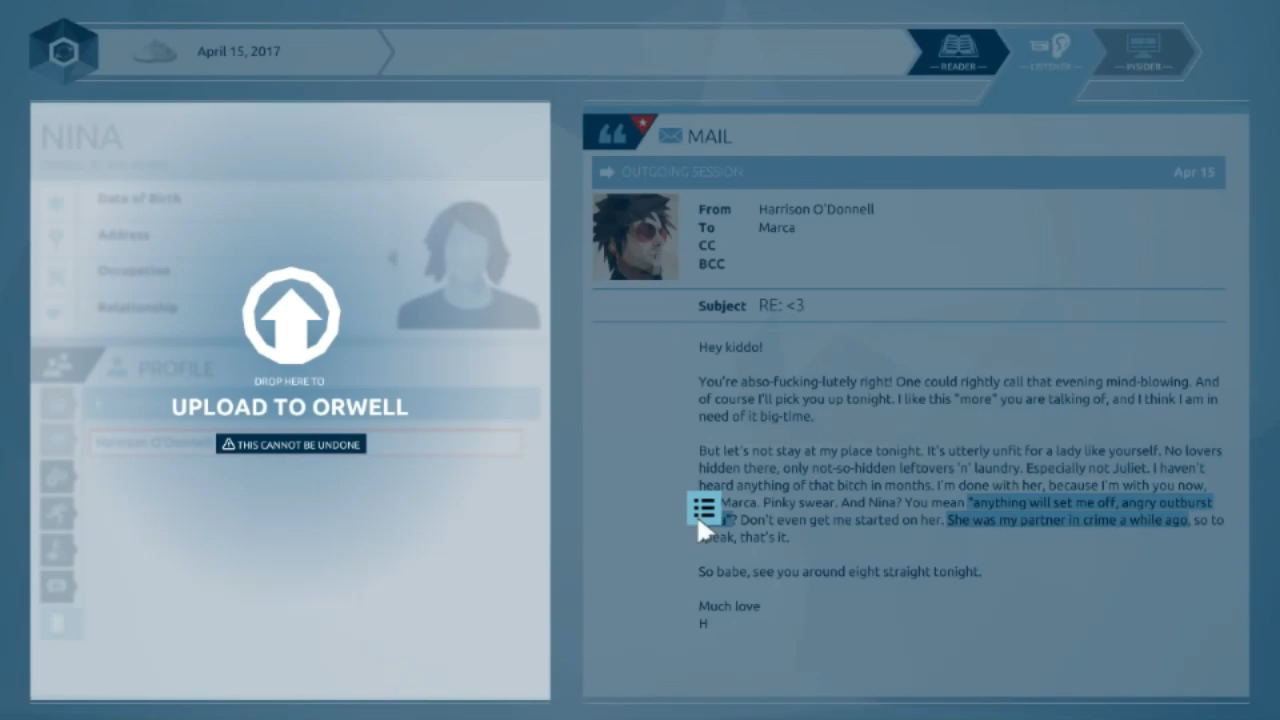 April 15, 2017
READER
LISTENER
INSIDER
NINA
Date of Birth
Address
Occupation
Relationship
PROFILE
Harrison O'Donnell
DROP HERE TO
UPLOAD TO ORWELL
THIS CANNOT BE UNDONE
MAIL
OUTGOING SESSION Apr 15
From Harrison O'Donnell
To Marca
CC
BCC
Subject RE: <3
Hey kiddo!
You're abso-fucking-lutely right! One could rightly call that evening mind-blowing. And
of course I'll pick you up tonight. I like this "more" you are talking of, and I think I am in
need of it big-time.
But let's not stay at my place tonight. It's utterly unfit for a lady like yourself. No lovers
hidden there, only not-so-hidden leftovers 'n' laundry. Especially not Juliet. I haven't
heard anything of that bitch in months. I'm done with her, because I'm with you now,
Marca. Pinky swear. And Nina? You mean "anything will set me off, angry outburst
? Don't even get me started on her. She was my partner in crime a while ago, so to
speak, that's it.
So babe, see you around eight straight tonight.
Much love
H